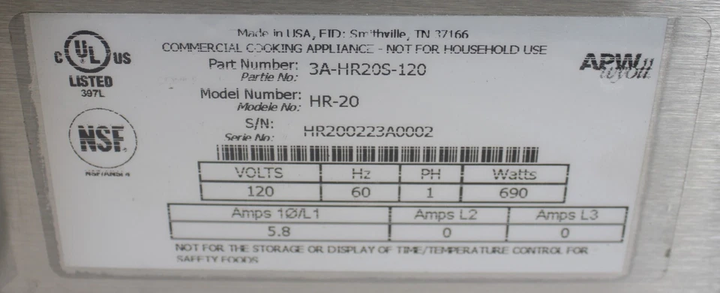 Made in USA, EID: Smithville, TN 37166
COMMERCIAL COOKING APPLIANCE - NOT FOR HOUSEHOLD USE
C UL US
LISTED
397L
APW
Part Number: 3A-HR20S-120
Partie No:
Model Number: HR-20
Modele No:
S/N: HR200223A0002
Serie No:
NSF
VOLTS Hz PH Watts
120 60 1 690
Amps 1Ø/L1 Amps L2 Amps L3
5.8 0 0
NOT FOR THE STORAGE OR DISPLAY OF TIME/TEMPERATURE CONTROL FOR
SAFETY FOODS